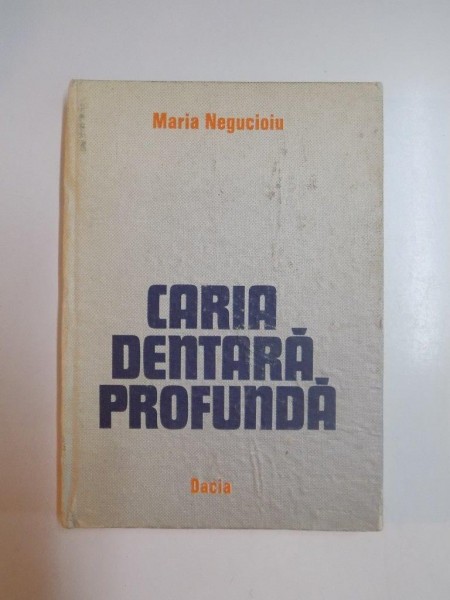 Maria Negucioiu
CARIA
DENTARĂ
PROFUNDĂ
Dacia